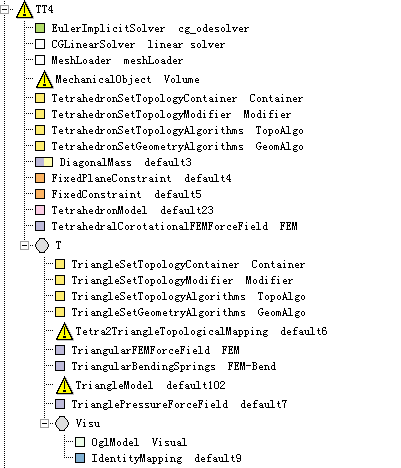 TT4
EulerImplicitSolver cg_odesolver
CGLinearSolver linear solver
MeshLoader meshLoader
MechanicalObject Volume
TetrahedronSetTopologyContainer Container
TetrahedronSetTopologyModifier Modifier
TetrahedronSetTopologyAlgorithms TopoAlgo
TetrahedronSetGeometryAlgorithms GeomAlgo
DiagonalMass default3
FixedPlaneConstraint default4
FixedConstraint default5
TetrahedronModel default23
TetrahedralCorotationalFEMForceField FEM
T
TriangleSetTopologyContainer Container
TriangleSetTopologyModifier Modifier
TriangleSetTopologyAlgorithms TopoAlgo
TriangleSetGeometryAlgorithms GeomAlgo
Tetra2TriangleTopologicalMapping default6
TriangularFEMForceField FEM
TriangularBendingSprings FEM-Bend
TriangleModel default102
TrianglePressureForceField default7
Visu
OglModel Visual
IdentityMapping default9